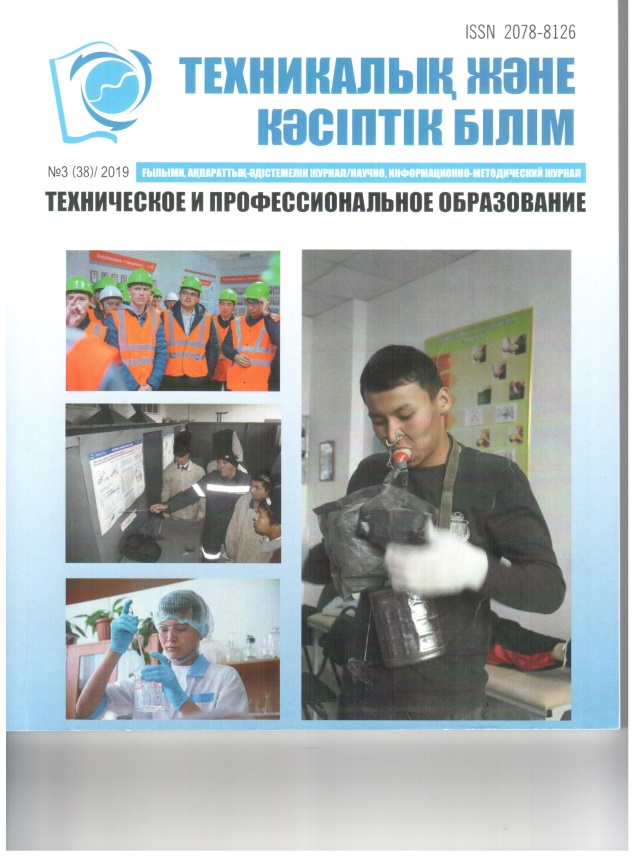 ISSN 2078-8126
ТЕХНИКАЛЫҚ ЖӘНЕ
КӘСІПТІК БІЛІМ
№3 (38)/ 2019
ҒЫЛЫМИ, АҚПАРАТТЫҚ-ӘДІСТЕМЕЛІК ЖУРНАЛ/НАУЧНО, ИНФОРМАЦИОННО-МЕТОДИЧЕСКИЙ ЖУРНАЛ
ТЕХНИЧЕСКОЕ И ПРОФЕССИОНАЛЬНОЕ ОБРАЗОВАНИЕ